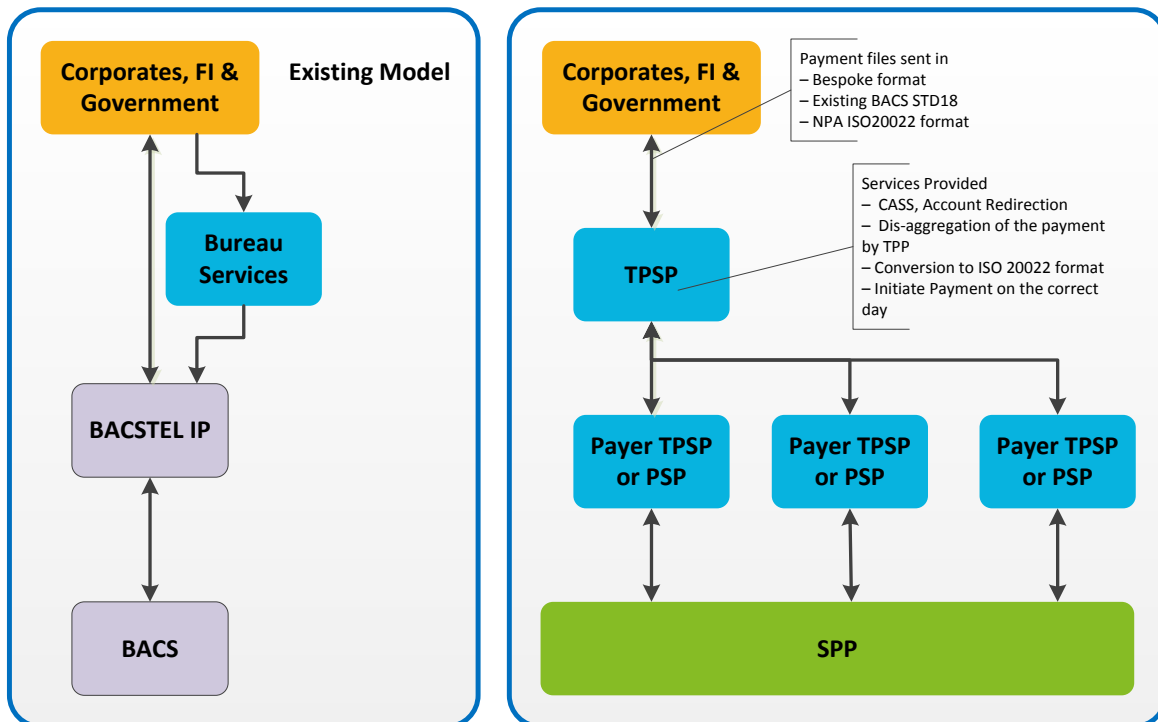 Corporates, FI &
Government
Existing Model
Bureau
Services
BACSTEL IP
BACS
Corporates, FI &
Government
Payment files sent in
– Bespoke format
– Existing BACS STD18
– NPA ISO20022 format
Services Provided
– CASS, Account Redirection
– Dis-aggregation of the payment
by TPP
– Conversion to ISO 20022 format
– Initiate Payment on the correct
day
TPSP
Payer TPSP
or PSP
Payer TPSP
or PSP
Payer TPSP
or PSP
SPP